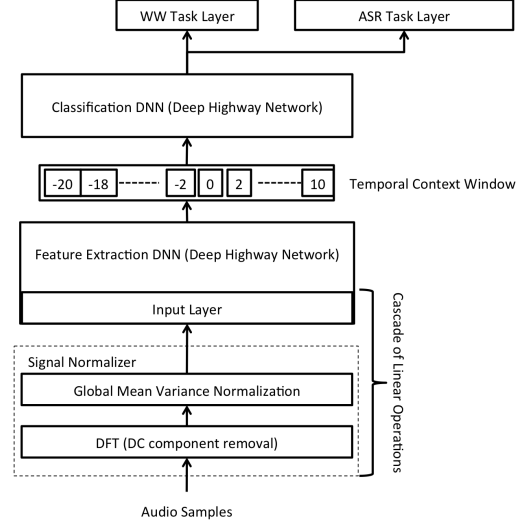 WW Task Layer
ASR Task Layer
Classification DNN (Deep Highway Network)
-20 -18 -2 0 2 10
Temporal Context Window
Feature Extraction DNN (Deep Highway Network)
Input Layer
Cascade of Linear Operations
Signal Normalizer
Global Mean Variance Normalization
DFT (DC component removal)
Audio Samples